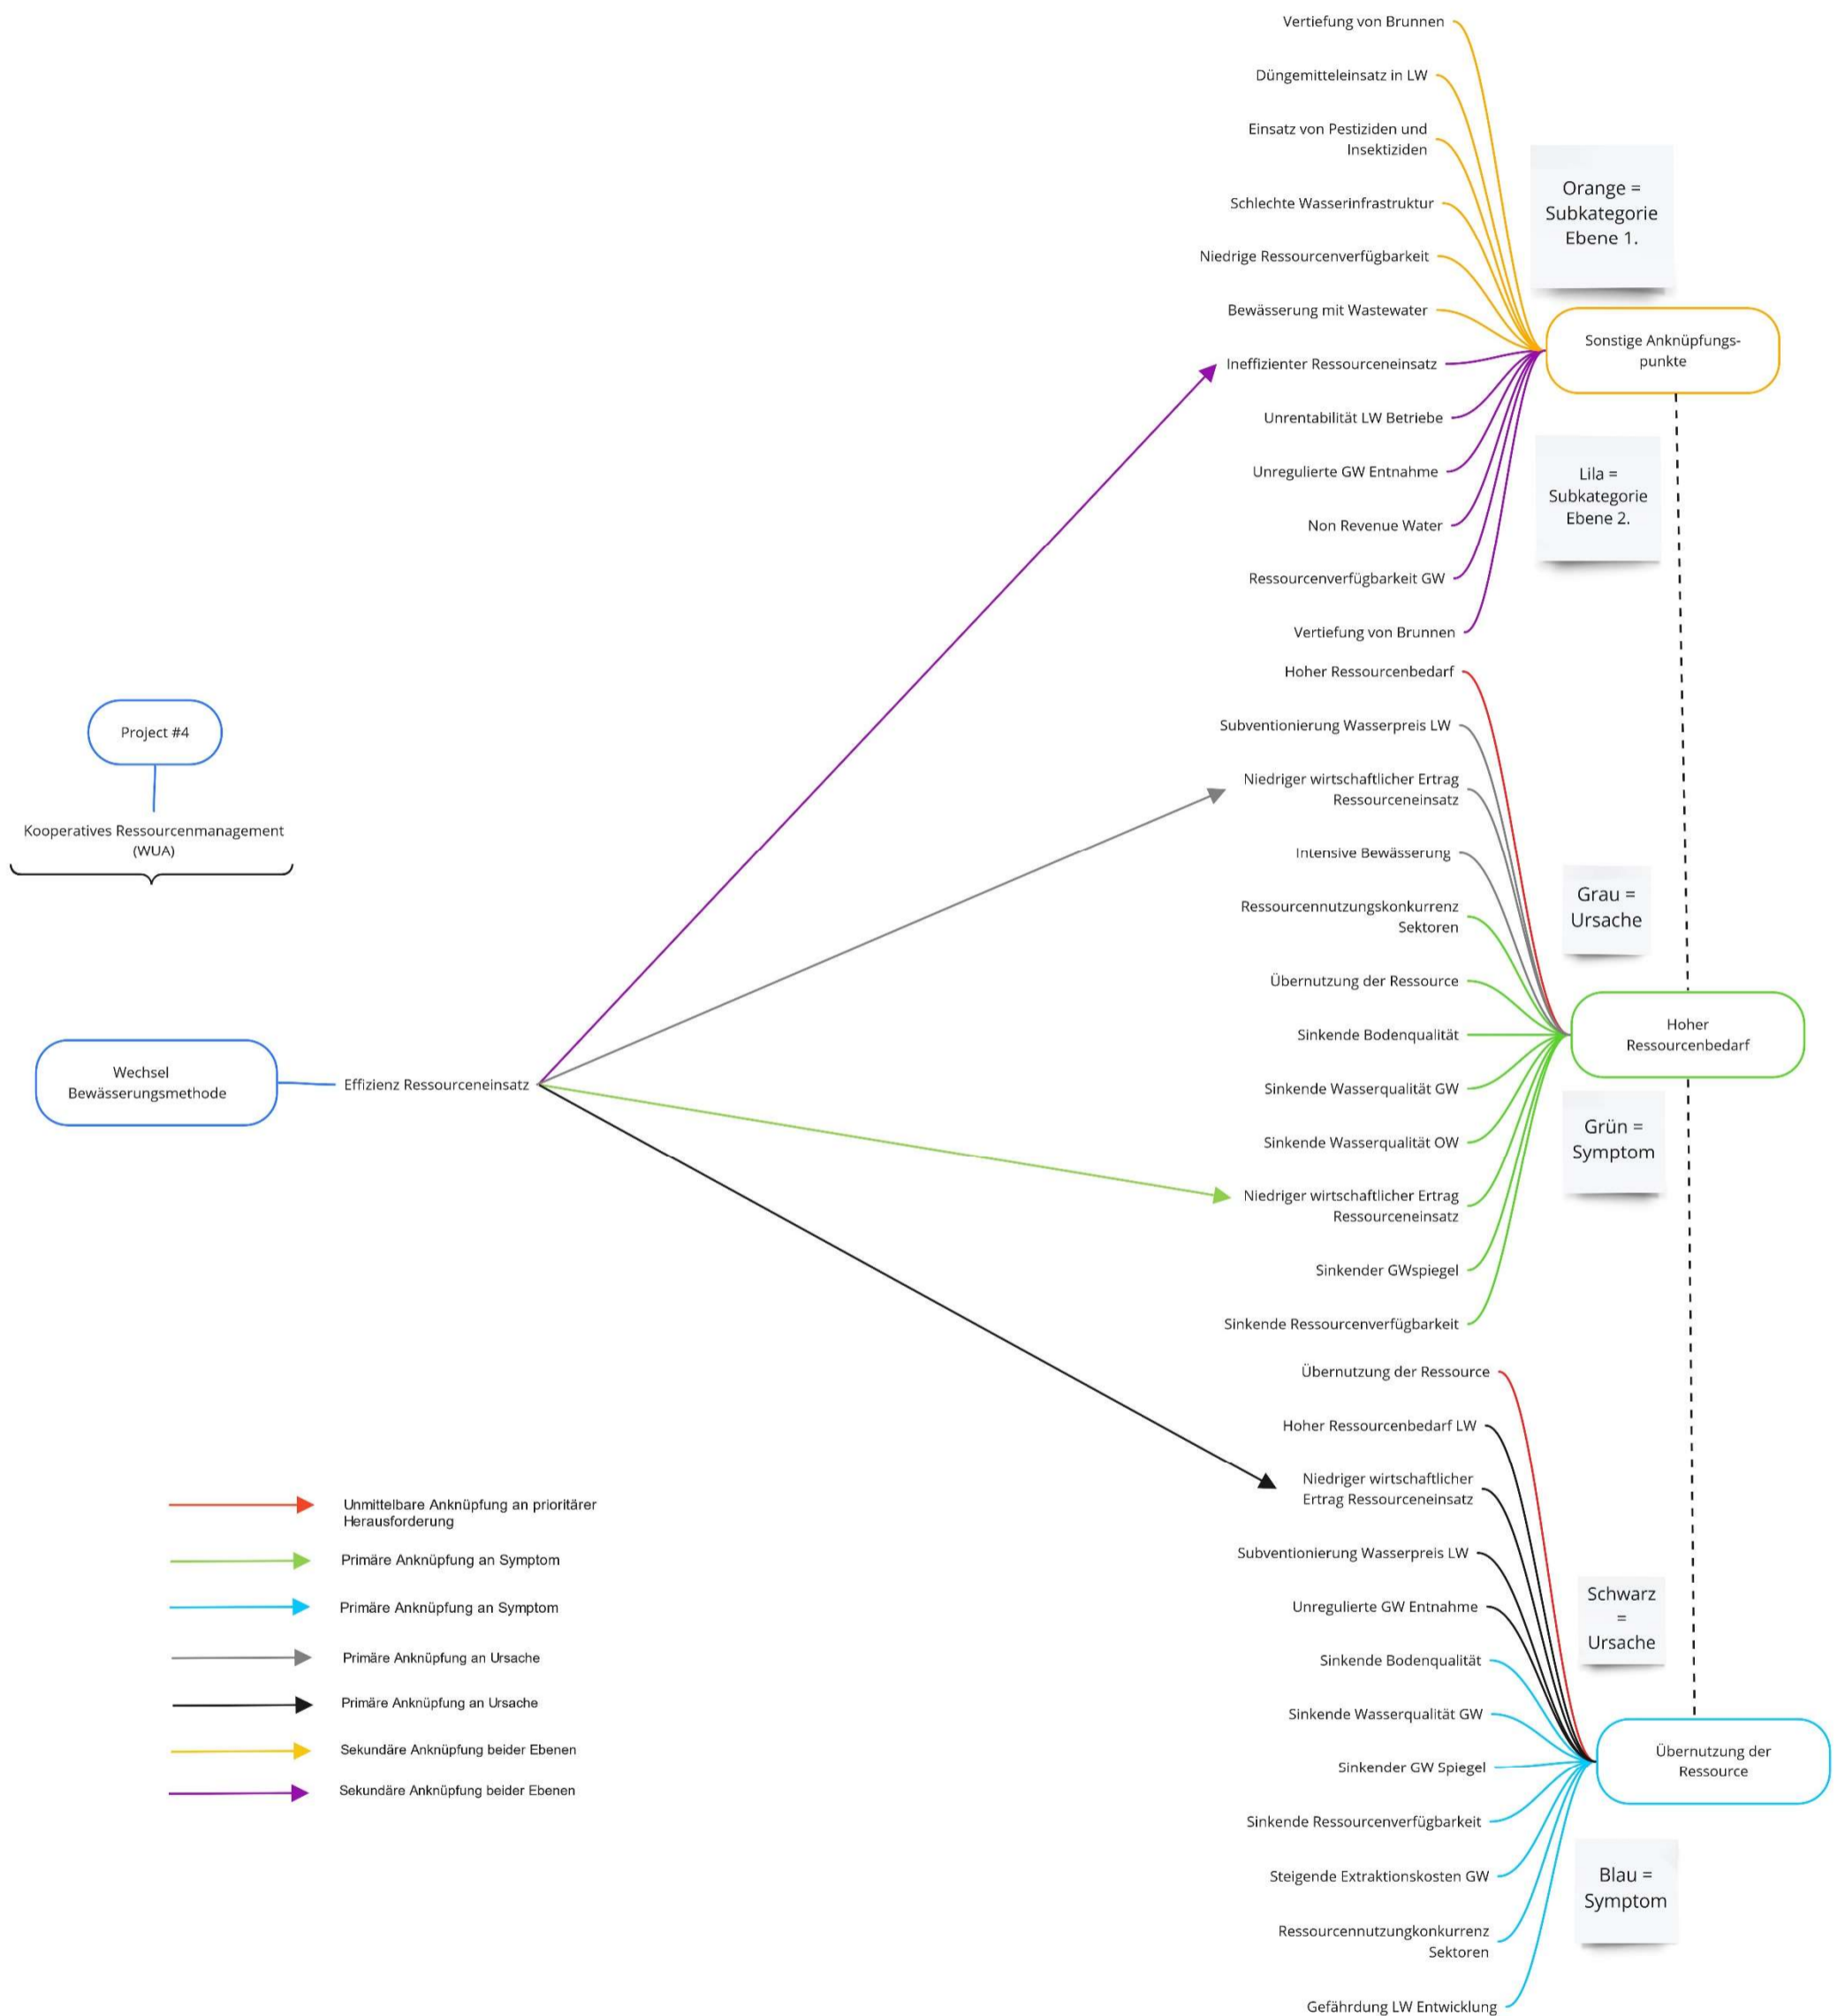 Vertiefung von Brunnen
Düngemitteleinsatz in LW
Einsatz von Pestiziden und
Insektiziden
Schlechte Wasserinfrastruktur
Niedrige Ressourcenverfügbarkeit
Bewässerung mit Wastewater
Ineffizienter Ressourceneinsatz
Unrentabilität LW Betriebe
Unregulierte GW Entnahme
Non Revenue Water
Ressourcenverfügbarkeit GW
Vertiefung von Brunnen
Orange =
Subkategorie
Ebene 1.
Sonstige Anknüpfungs-
punkte
Lila =
Subkategorie
Ebene 2.
Project #4
Kooperatives Ressourcenmanagement
(WUA)
Wechsel
Bewässerungsmethode
Effizienz Ressourceneinsatz
Hoher Ressourcenbedarf
Subventionierung Wasserpreis LW
Niedriger wirtschaftlicher Ertrag
Ressourceneinsatz
Intensive Bewässerung
Ressourcennutzungskonkurrenz
Sektoren
Übernutzung der Ressource
Sinkende Bodenqualität
Sinkende Wasserqualität GW
Sinkende Wasserqualität OW
Niedriger wirtschaftlicher Ertrag
Ressourceneinsatz
Sinkender GWspiegel
Sinkende Ressourcenverfügbarkeit
Grau =
Ursache
Hoher
Ressourcenbedarf
Grün =
Symptom
Übernutzung der Ressource
Hoher Ressourcenbedarf LW
Niedriger wirtschaftlicher
Ertrag Ressourceneinsatz
Subventionierung Wasserpreis LW
Unregulierte GW Entnahme
Sinkende Bodenqualität
Sinkende Wasserqualität GW
Sinkender GW Spiegel
Sinkende Ressourcenverfügbarkeit
Steigende Extraktionskosten GW
Ressourcennutzungkonkurrenz
Sektoren
Gefährdung LW Entwicklung
Schwarz
=
Ursache
Übernutzung der
Ressource
Blau =
Symptom
Unmittelbare Anknüpfung an prioritärer
Herausforderung
Primäre Anknüpfung an Symptom
Primäre Anknüpfung an Symptom
Primäre Anknüpfung an Ursache
Primäre Anknüpfung an Ursache
Sekundäre Anknüpfung beider Ebenen
Sekundäre Anknüpfung beider Ebenen